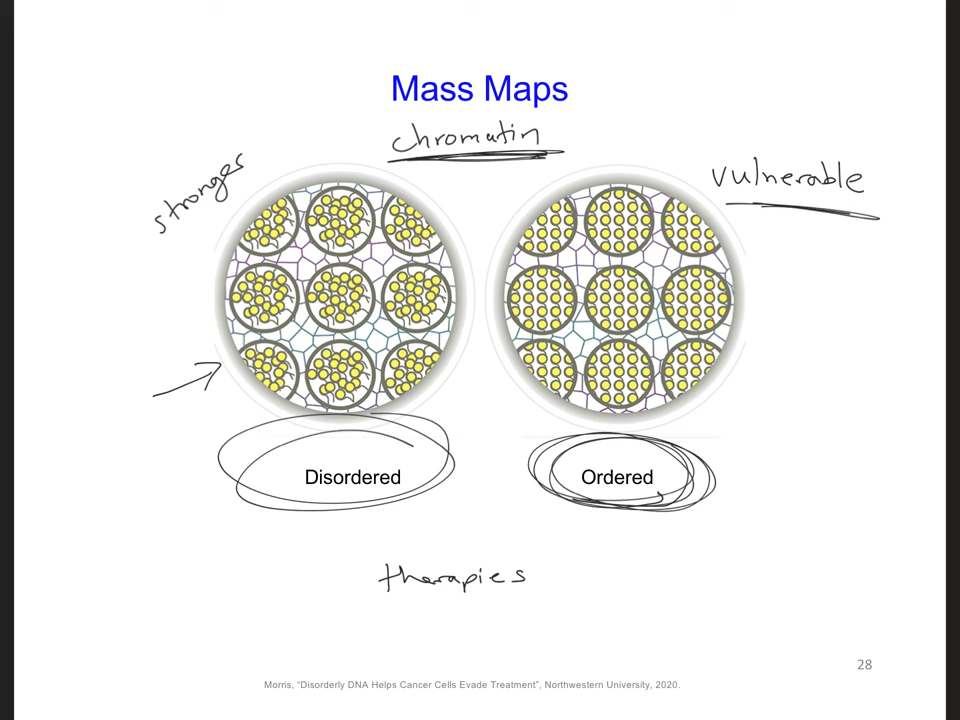 Mass Maps
chromatin
stronger
vulnerable
Disordered
Ordered
therapies
28
Morris, “Disorderly DNA Helps Cancer Cells Evade Treatment”, Northwestern University, 2020.